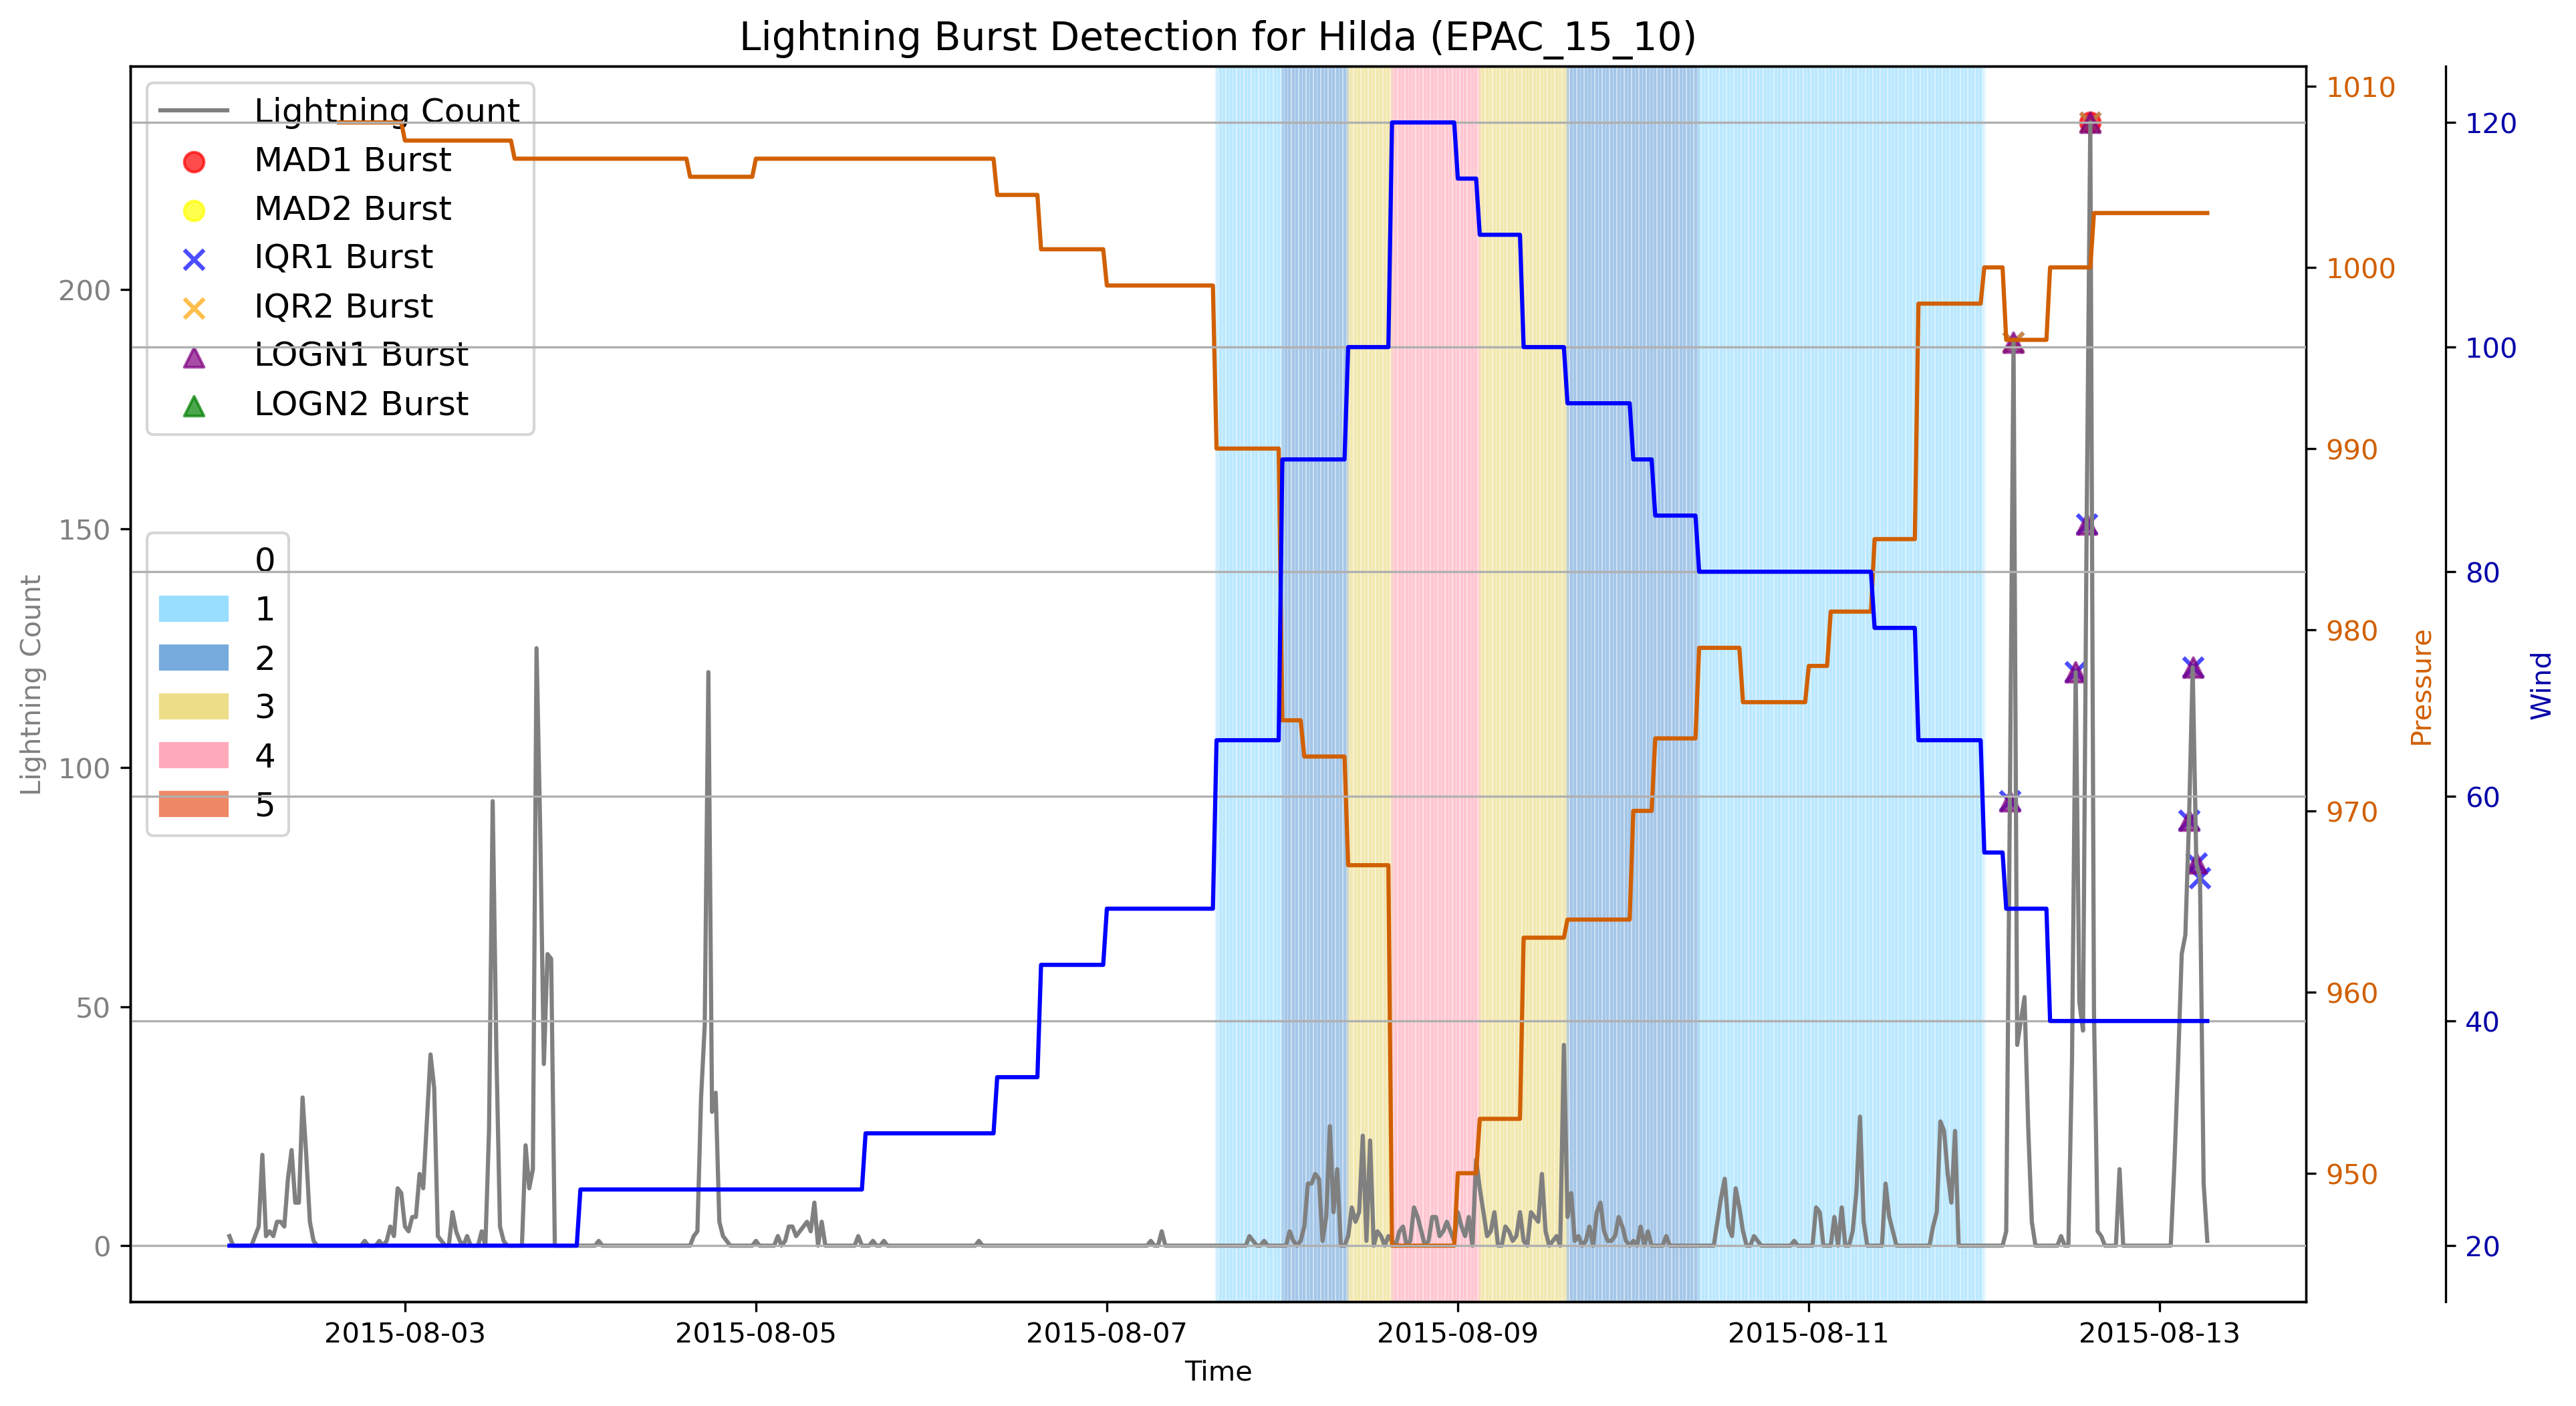 Lightning Burst Detection for Hilda (EPAC_15_10)
Lightning Count
MAD1 Burst
MAD2 Burst
IQR1 Burst
IQR2 Burst
LOGN1 Burst
LOGN2 Burst
0
1
2
3
4
5
Lightning Count
200
150
100
50
0
1010
1000
990
980
970
960
950
Pressure
120
100
80
60
40
20
Wind
2015-08-03
2015-08-05
2015-08-07
2015-08-09
2015-08-11
2015-08-13
Time